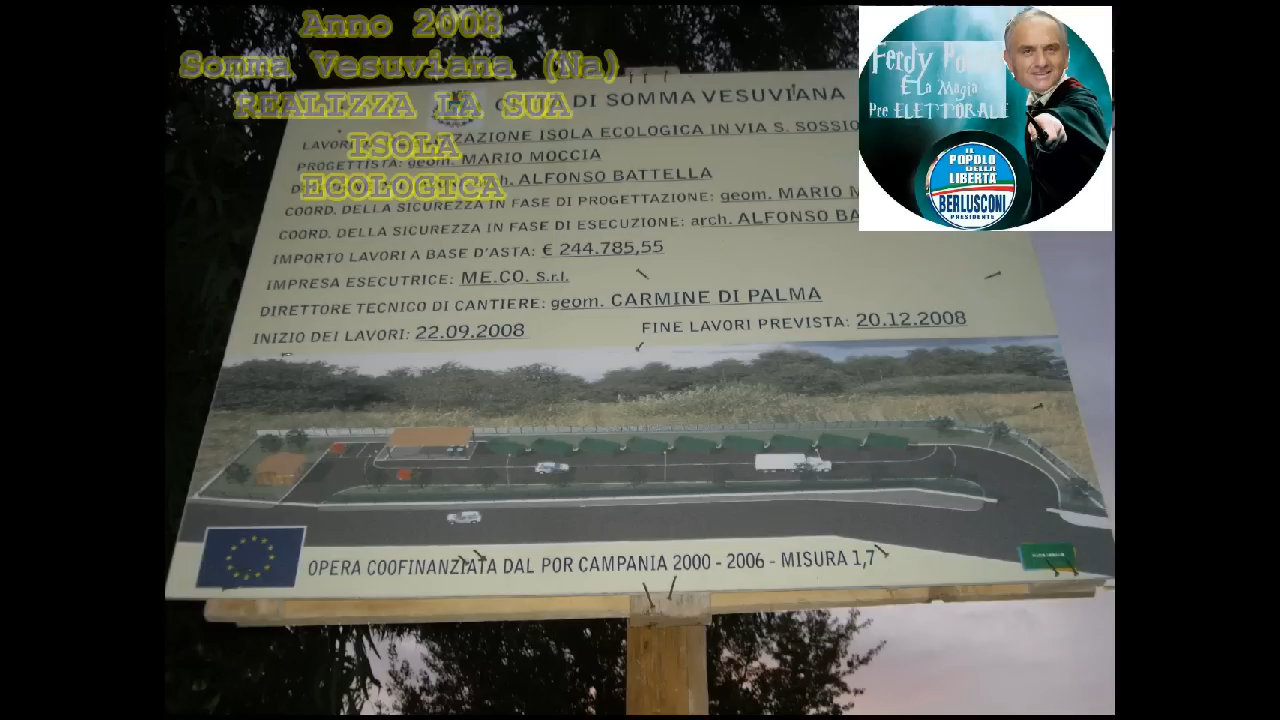 Anno 2008
Somma Vesuviana (Na)
REALIZZA LA SUA
ISOLA
ECOLOGICA
Ferdy Po
E La Magia
Pre ELETTORALE
IL
POPOLO
DELLA
LIBERTÀ
BERLUSCONI
PRESIDENTE
DI SOMMA VESUVIANA
LAVOR ZAZIONE ISOLA ECOLOGICA IN VIA S. SOSSIO
PROGETTISTA: geom. MARIO MOCCIA
ALFONSO BATTELLA
COORD. DELLA SICUREZZA IN FASE DI PROGETTAZIONE: geom. MARIO M
COORD. DELLA SICUREZZA IN FASE DI ESECUZIONE: arch. ALFONSO BA
IMPORTO LAVORI A BASE D'ASTA: € 244.785,55
IMPRESA ESECUTRICE: ME.CO. S.r.l.
DIRETTORE TECNICO DI CANTIERE: geom. CARMINE DI PALMA
INIZIO DEI LAVORI: 22.09.2008 FINE LAVORI PREVISTA: 20.12.2008
OPERA COOFINANZIATA DAL POR CAMPANIA 2000 - 2006 - MISURA 1,7